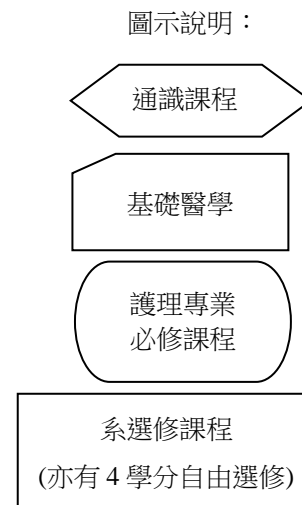 圖示說明：
通識課程
基礎醫學
護理專業
必修課程
系選修課程
(亦有 4 學分自由選修)